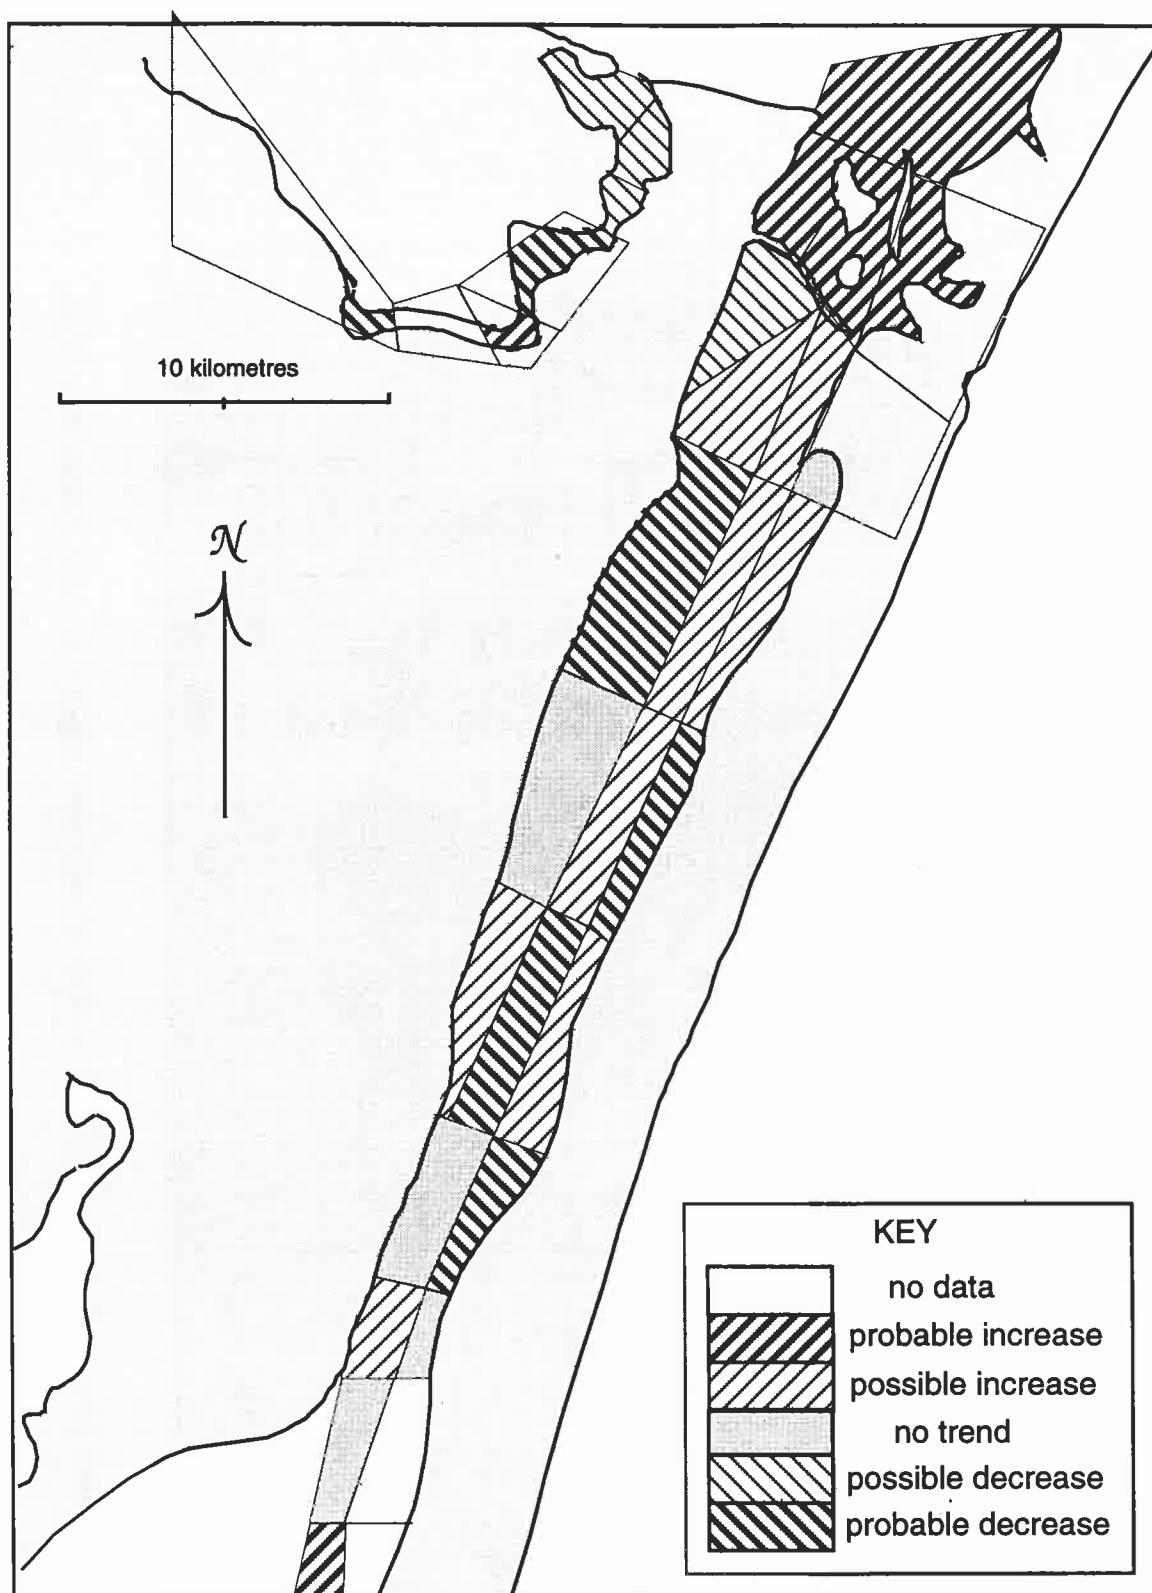 10 kilometres
N
KEY
no data
probable increase
possible increase
no trend
possible decrease
probable decrease